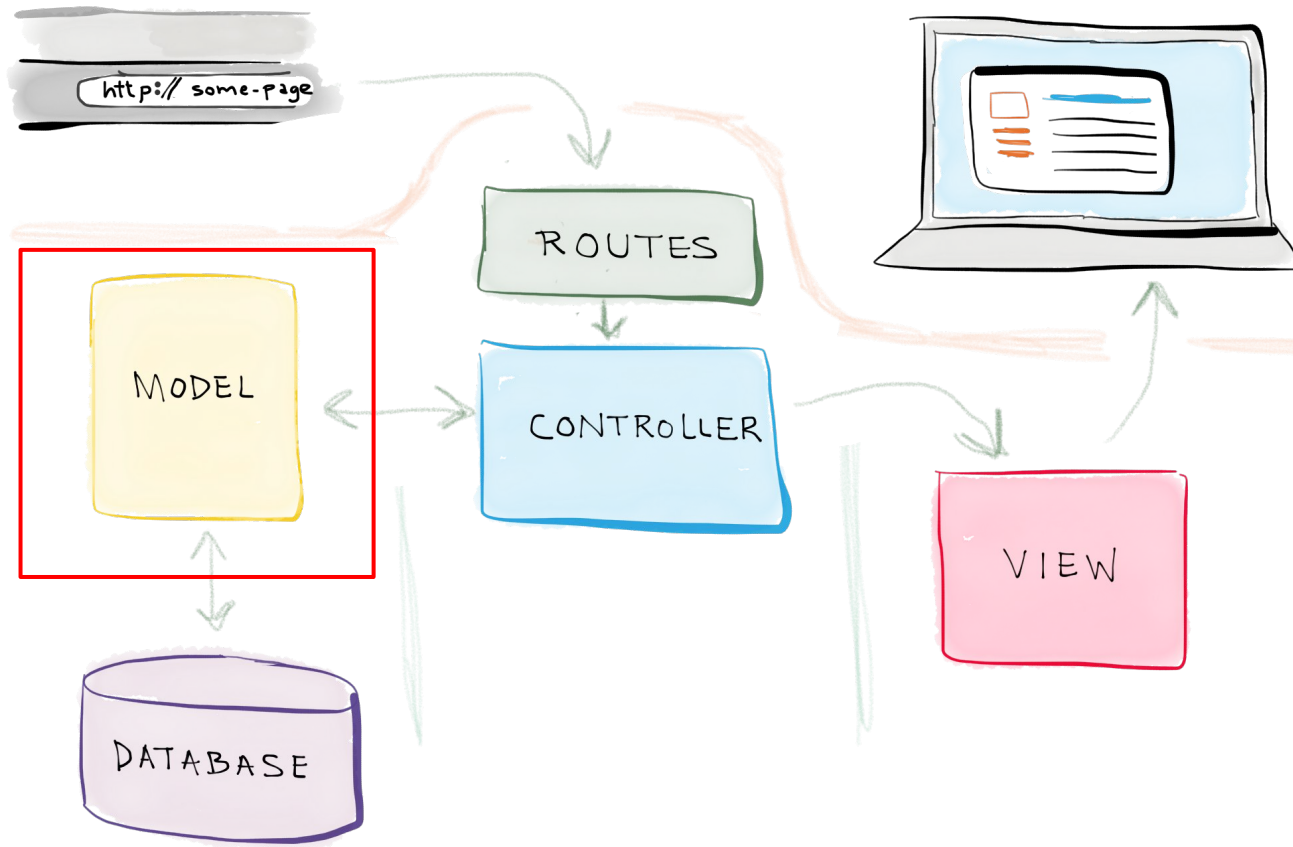 http:// some-page
ROUTES
MODEL
CONTROLLER
VIEW
DATABASE